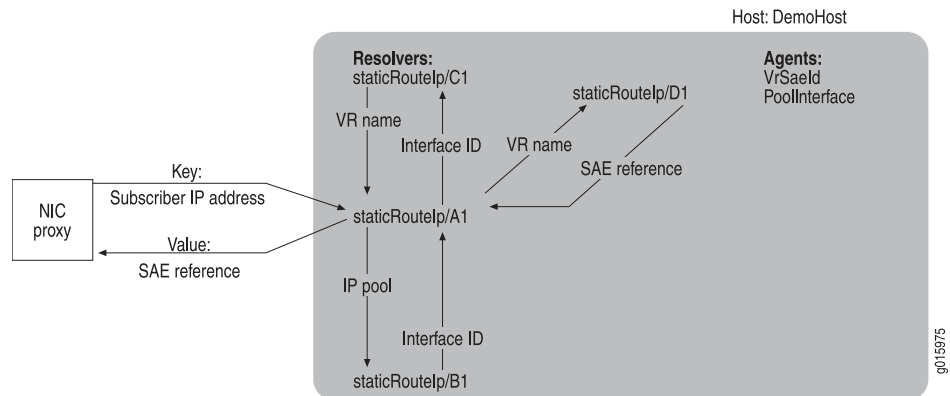 Host: DemoHost
Resolvers:
staticRouteIp/C1
Agents:
VrSaeId
PoolInterface
staticRouteIp/D1
VR name
Interface ID
VR name
SAE reference
Key:
Subscriber IP address
NIC
proxy
staticRouteIp/A1
Value:
SAE reference
IP pool
Interface ID
staticRouteIp/B1
g015975